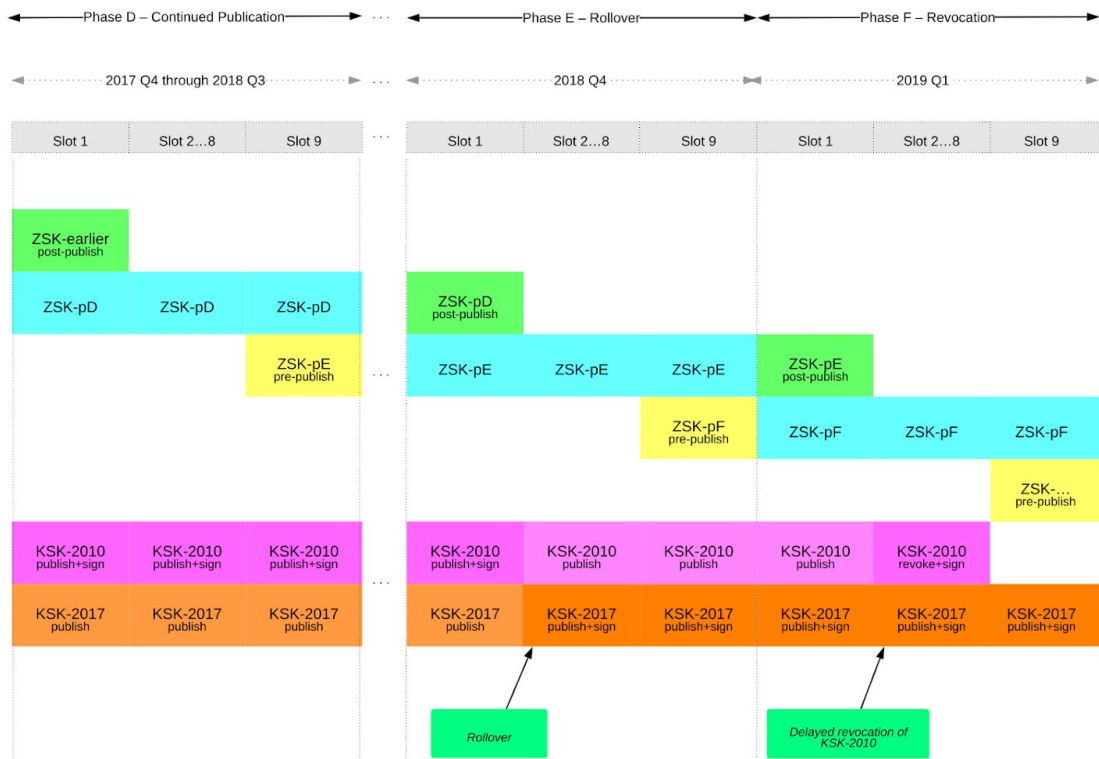 Phase D – Continued Publication
. . .
Phase E – Rollover
Phase F – Revocation
2017 Q4 through 2018 Q3
. . .
2018 Q4
2019 Q1
Slot 1
Slot 2…8
Slot 9
. . .
Slot 1
Slot 2…8
Slot 9
Slot 1
Slot 2…8
Slot 9
ZSK-earlier
post-publish
ZSK-pD
ZSK-pD
ZSK-pD
ZSK-pD
post-publish
ZSK-pE
pre-publish
. . .
ZSK-pE
ZSK-pE
ZSK-pE
ZSK-pE
post-publish
ZSK-pF
pre-publish
ZSK-pF
ZSK-pF
ZSK-pF
ZSK-…
pre-publish
KSK-2010
publish+sign
KSK-2010
publish+sign
KSK-2010
publish+sign
. . .
KSK-2010
publish+sign
KSK-2010
publish
KSK-2010
publish
KSK-2010
publish
KSK-2010
revoke+sign
KSK-2017
publish
KSK-2017
publish
KSK-2017
publish
KSK-2017
publish
KSK-2017
publish+sign
KSK-2017
publish+sign
KSK-2017
publish+sign
KSK-2017
publish+sign
KSK-2017
publish+sign
Rollover
Delayed revocation of
KSK-2010